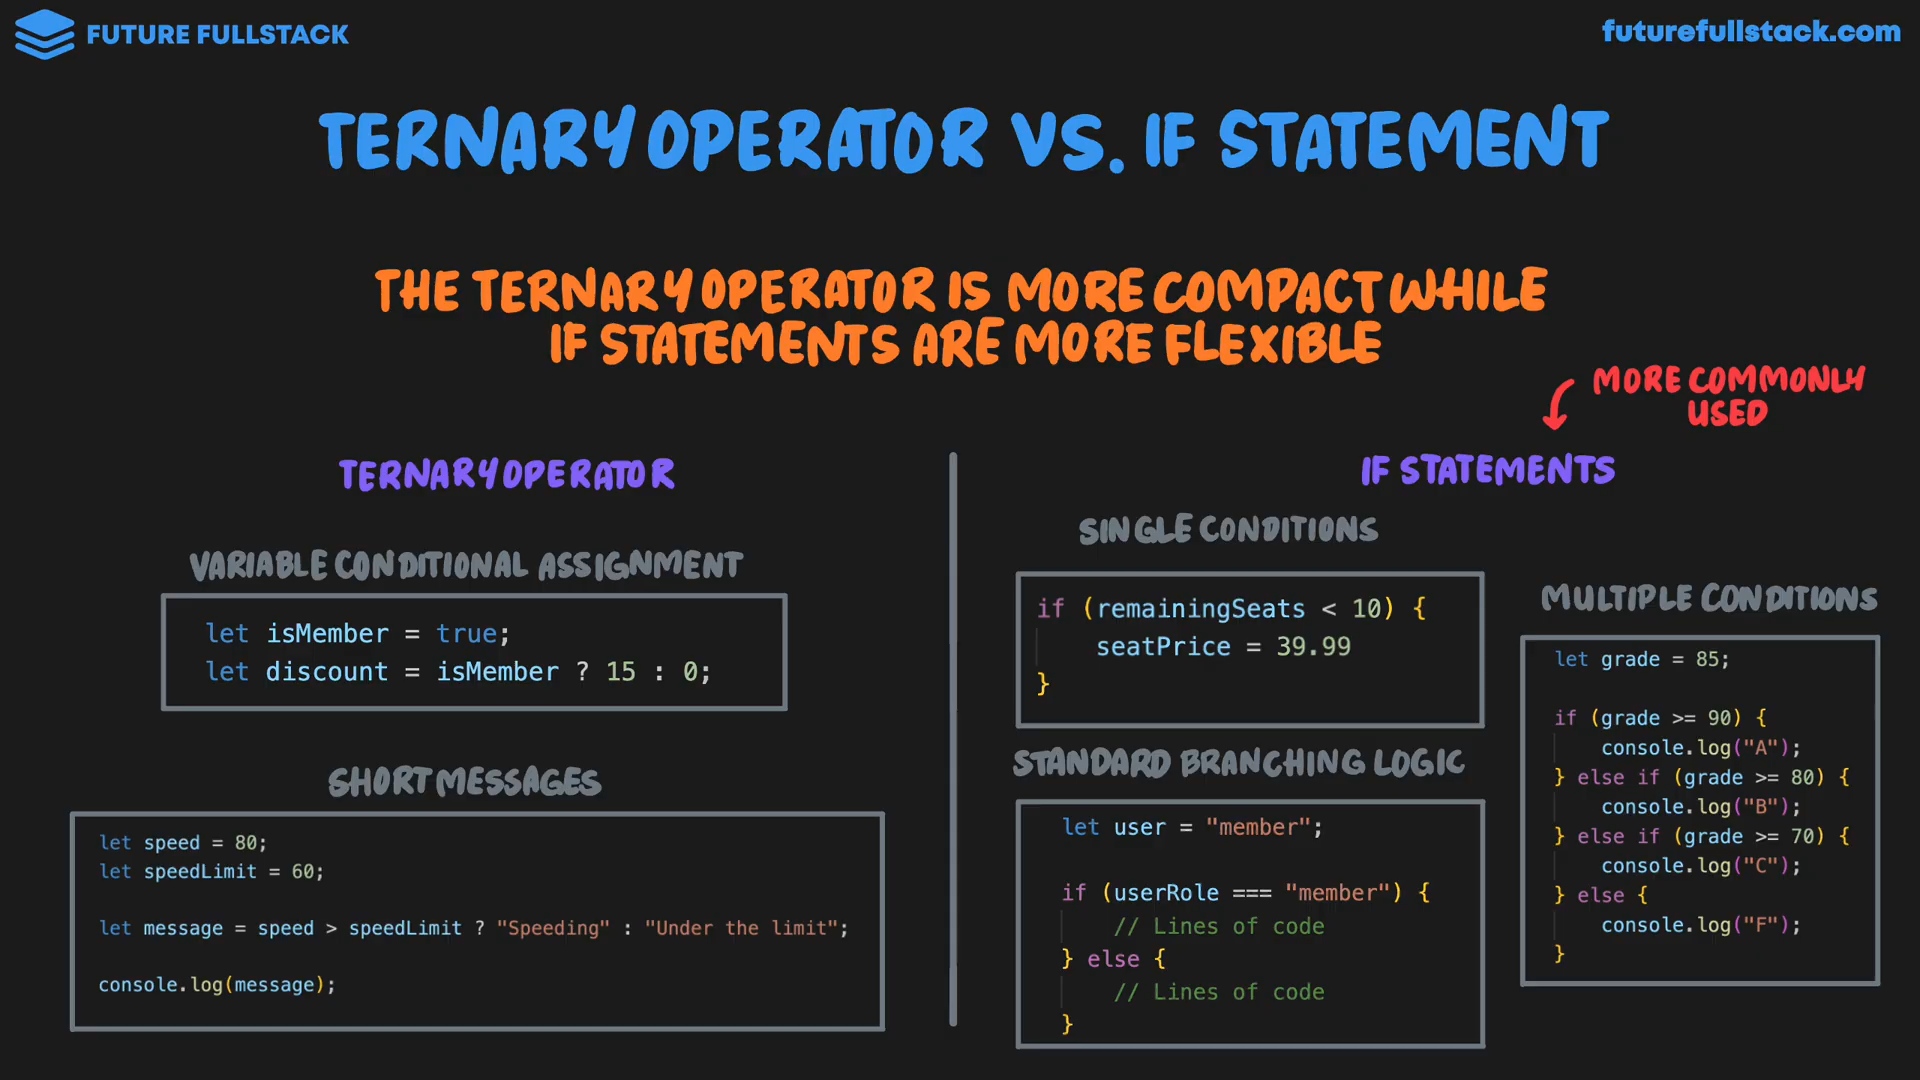 FUTURE FULLSTACK
futurefullstack.com
TERNARY OPERATOR VS. IF STATEMENT
THE TERNARY OPERATOR IS MORE COMPACT WHILE
IF STATEMENTS ARE MORE FLEXIBLE
MORE COMMONLY
USED
TERNARY OPERATOR
VARIABLE CONDITIONAL ASSIGNMENT
let isMember = true;
let discount = isMember ? 15 : 0;
SHORT MESSAGES
let speed = 80;
let speedLimit = 60;
let message = speed > speedLimit ? "Speeding" : "Under the limit";
console.log(message);
IF STATEMENTS
SINGLE CONDITIONS
if (remainingSeats < 10) {
seatPrice = 39.99
}
STANDARD BRANCHING LOGIC
let user = "member";
if (userRole === "member") {
// Lines of code
} else {
// Lines of code
}
MULTIPLE CONDITIONS
let grade = 85;
if (grade >= 90) {
console.log("A");
} else if (grade >= 80) {
console.log("B");
} else if (grade >= 70) {
console.log("C");
} else {
console.log("F");
}